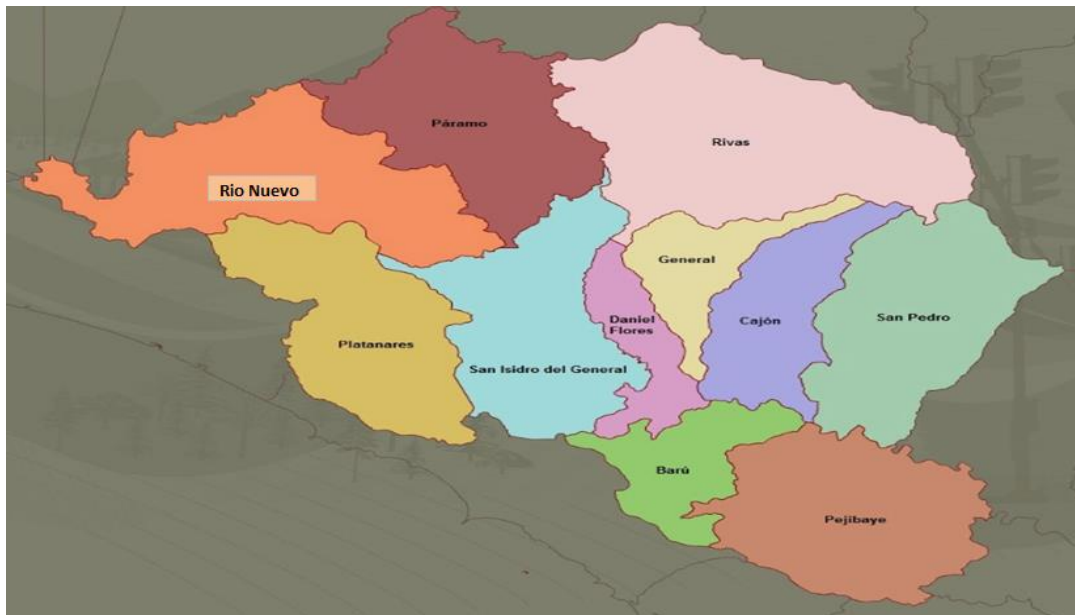 Páramo
Rivas
Rio Nuevo
General
Daniel
Flores
Cajón
San Pedro
Platanares
San Isidro del General
Barú
Pejibaye